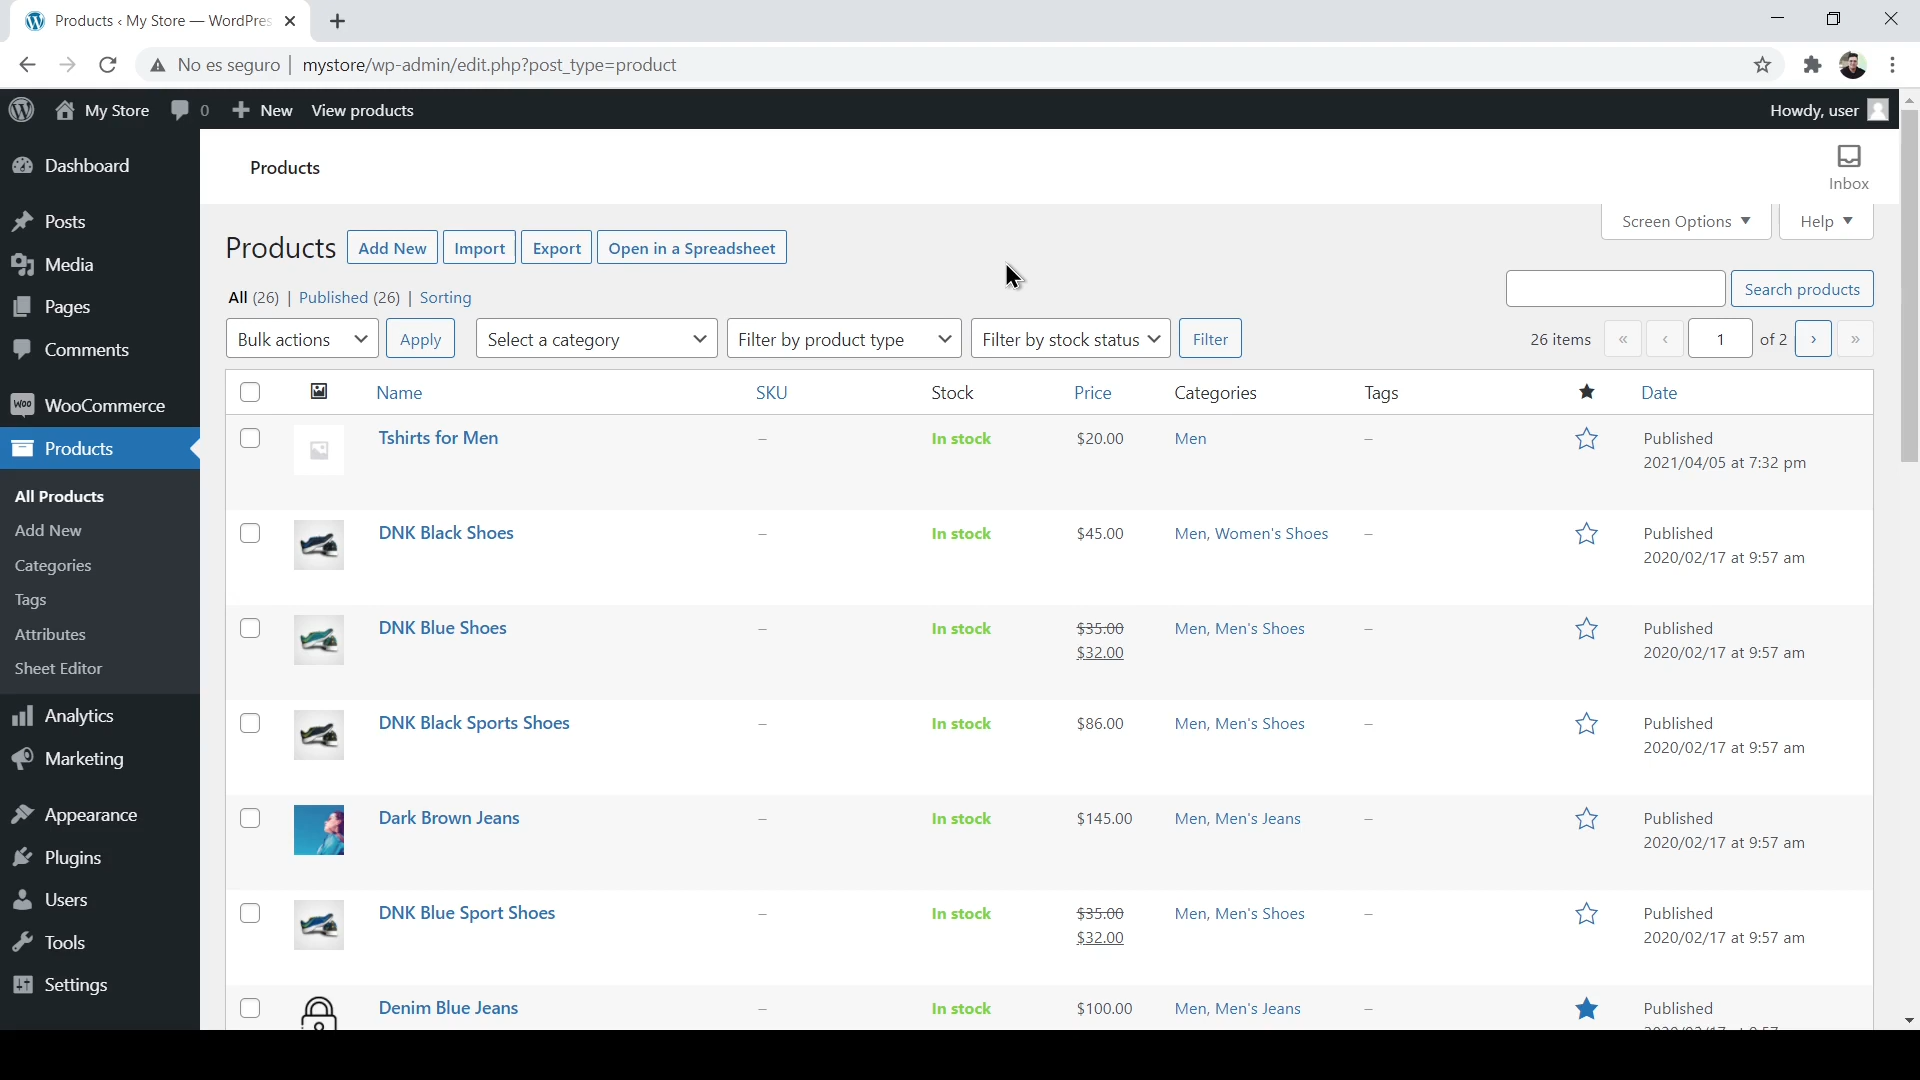 Products ‹ My Store — WordPres
No es seguro | mystore/wp-admin/edit.php?post_type=product
My Store 0 New View products Howdy, user
Dashboard
Posts
Media
Pages
Comments
WooCommerce
Products
All Products
Add New
Categories
Tags
Attributes
Sheet Editor
Analytics
Marketing
Appearance
Plugins
Users
Tools
Settings
Products
Inbox
Screen Options Help
Products Add New Import Export Open in a Spreadsheet
All (26) | Published (26) | Sorting
Search products
Bulk actions Apply Select a category Filter by product type Filter by stock status Filter 26 items « ‹ 1 of 2 › »
Name SKU Stock Price Categories Tags Date
Tshirts for Men – In stock $20.00 Men – Published
2021/04/05 at 7:32 pm
DNK Black Shoes – In stock $45.00 Men, Women's Shoes – Published
2020/02/17 at 9:57 am
DNK Blue Shoes – In stock $35.00 Men, Men's Shoes – Published
$32.00 2020/02/17 at 9:57 am
DNK Black Sports Shoes – In stock $86.00 Men, Men's Shoes – Published
2020/02/17 at 9:57 am
Dark Brown Jeans – In stock $145.00 Men, Men's Jeans – Published
2020/02/17 at 9:57 am
DNK Blue Sport Shoes – In stock $35.00 Men, Men's Shoes – Published
$32.00 2020/02/17 at 9:57 am
Denim Blue Jeans – In stock $100.00 Men, Men's Jeans – Published